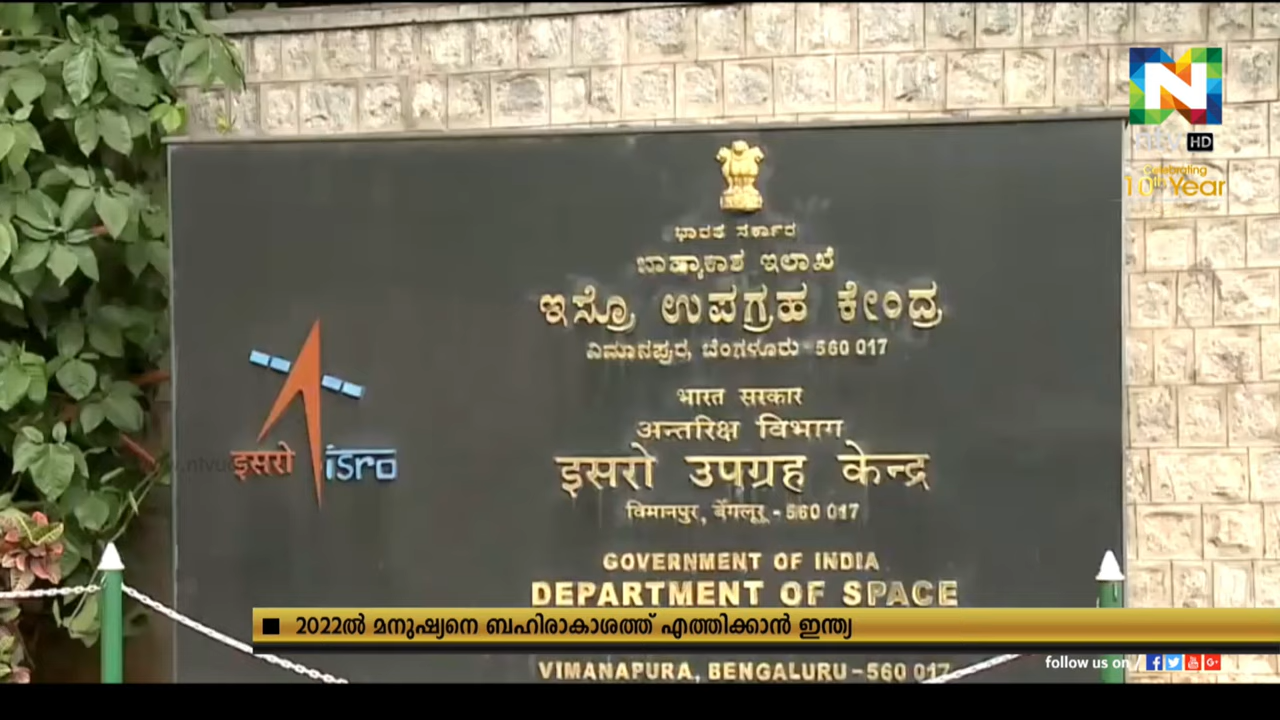 N
ntv HD
Celebrating
10th Year
ಭಾರತ ಸರ್ಕಾರ
ಬಾಹ್ಯಾಕಾಶ ಇಲಾಖೆ
ಇಸ್ರೊ ಉಪಗ್ರಹ ಕೇಂದ್ರ
ವಿಮಾನಪುರ, ಬೆಂಗಳೂರು - 560 017
भारत सरकार
अन्तरिक्ष विभाग
इसरो उपग्रह केन्द्र
विमानपुर, बेंगलूर - 560 017
इसरो isro
GOVERNMENT OF INDIA
DEPARTMENT OF SPACE
2022ൽ മനുഷ്യനെ ബഹിരാകാശത്ത് എത്തിക്കാൻ ഇന്ത്യ
VIMANAPURA, BENGALURU - 560 017
follow us on /